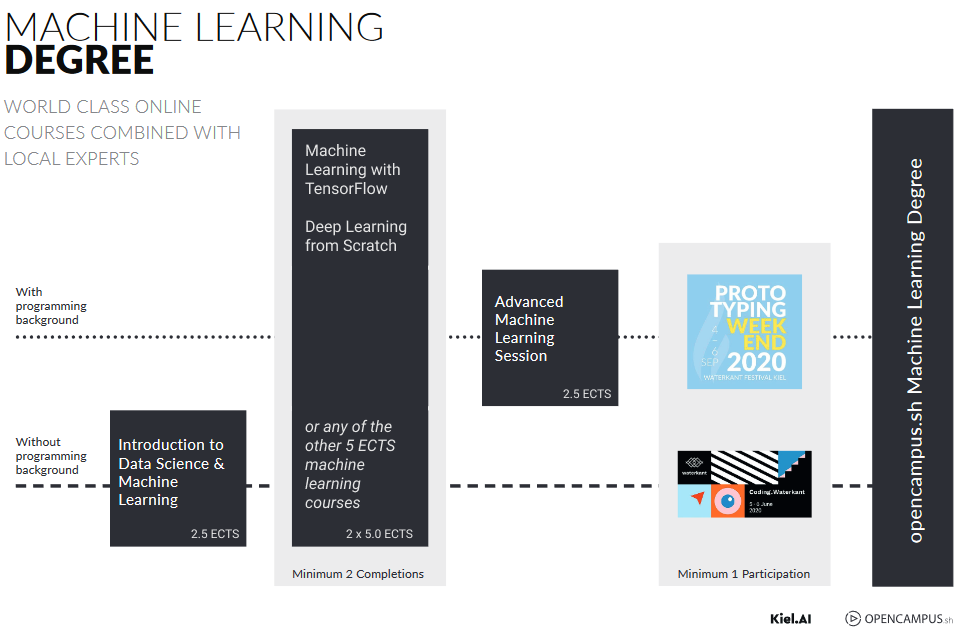 MACHINE LEARNING
DEGREE
WORLD CLASS ONLINE
COURSES COMBINED WITH
LOCAL EXPERTS
With
programming
background
Without
programming
background
Introduction to
Data Science &
Machine
Learning
2.5 ECTS
Machine
Learning with
TensorFlow
Deep Learning
from Scratch
or any of the
other 5 ECTS
machine
learning
courses
2 x 5.0 ECTS
Minimum 2 Completions
Advanced
Machine
Learning
Session
2.5 ECTS
PROTO
TYPING
WEEK
END
2020
2 - 6
SEP
WATERKANT FESTIVAL KIEL
waterkant
Coding.Waterkant
2020
Minimum 1 Participation
opencampus.sh Machine Learning Degree
Kiel.AI
OPENCAMPUS.sh